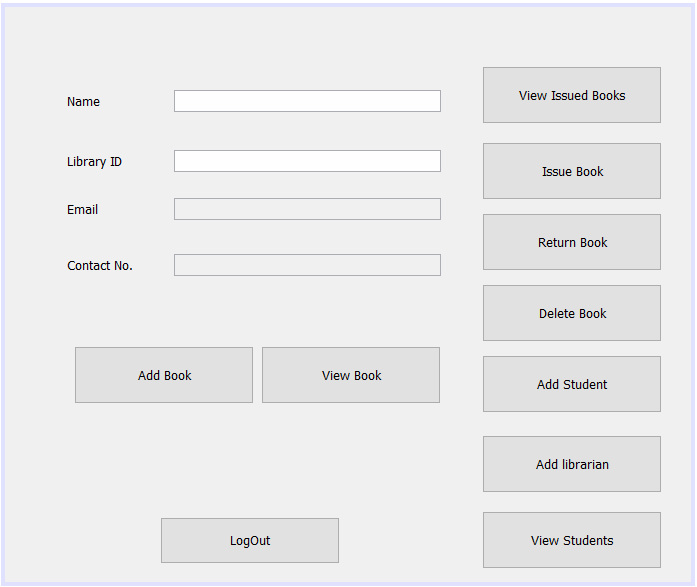 Name
View Issued Books
Library ID
Issue Book
Email
Return Book
Contact No.
Delete Book
Add Book
View Book
Add Student
Add librarian
LogOut
View Students